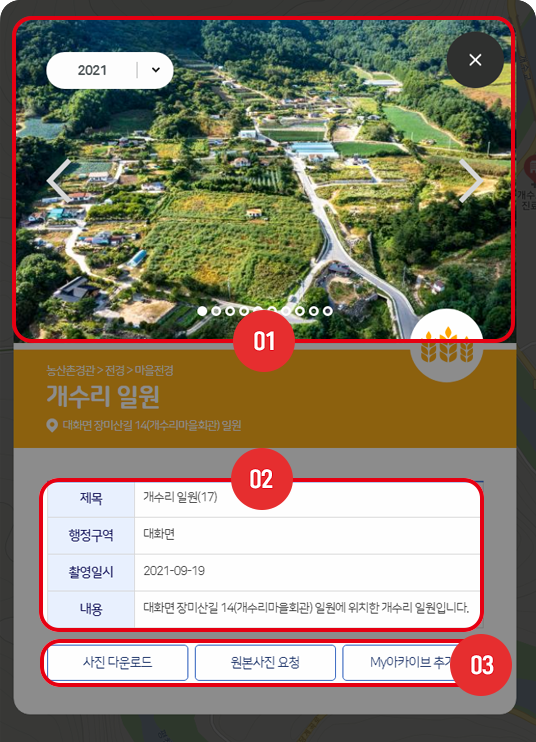 2021
01
농산촌경관 > 전경 > 마을전경
개수리 일원
대화면 장미산길 14(개수리마을회관) 일원
02
제목 개수리 일원(17)
행정구역 대화면
촬영일시 2021-09-19
내용 대화면 장미산길 14(개수리마을회관) 일원에 위치한 개수리 일원입니다.
사진 다운로드 원본사진 요청 My아카이브 추가
03